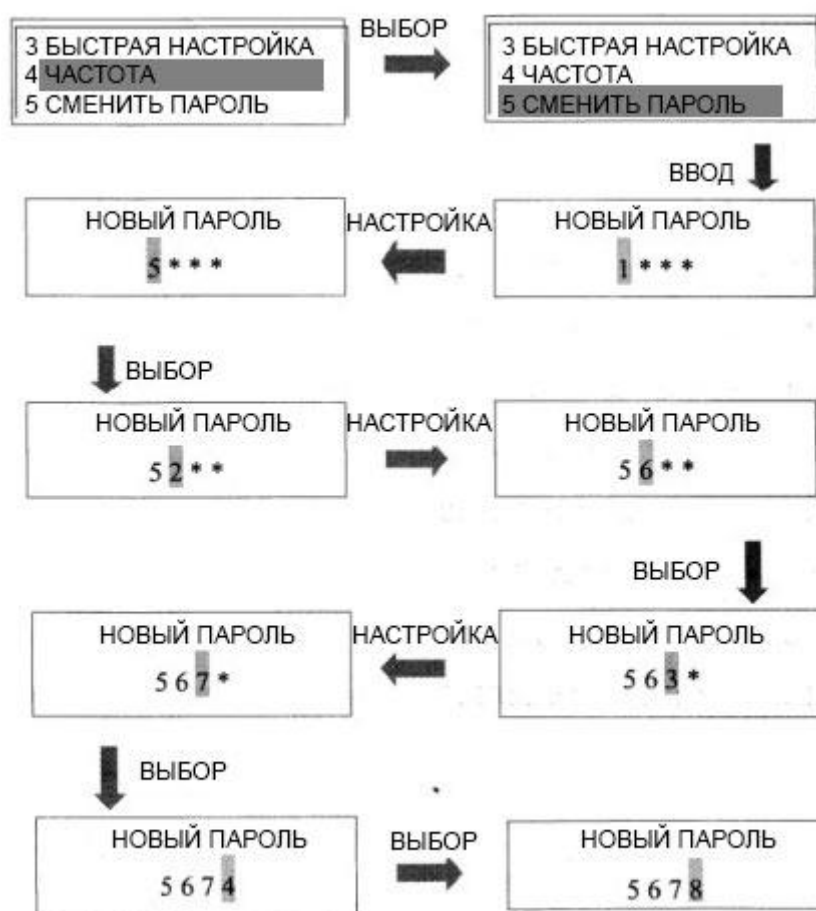 3 БЫСТРАЯ НАСТРОЙКА
4 ЧАСТОТА
5 СМЕНИТЬ ПАРОЛЬ
ВЫБОР
3 БЫСТРАЯ НАСТРОЙКА
4 ЧАСТОТА
5 СМЕНИТЬ ПАРОЛЬ
ВВОД
НОВЫЙ ПАРОЛЬ
1 * * *
НАСТРОЙКА
НОВЫЙ ПАРОЛЬ
5 * * *
ВЫБОР
НОВЫЙ ПАРОЛЬ
5 2 * *
НАСТРОЙКА
НОВЫЙ ПАРОЛЬ
5 6 * *
ВЫБОР
НОВЫЙ ПАРОЛЬ
5 6 3 *
НАСТРОЙКА
НОВЫЙ ПАРОЛЬ
5 6 7 *
ВЫБОР
НОВЫЙ ПАРОЛЬ
5 6 7 4
ВЫБОР
НОВЫЙ ПАРОЛЬ
5 6 7 8